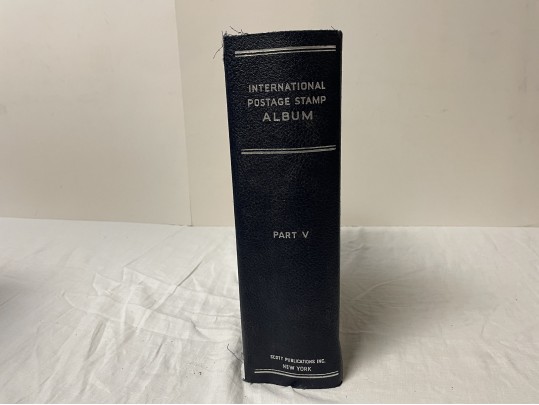 INTERNATIONAL
POSTAGE STAMP
ALBUM
PART V
SCOTT PUBLICATIONS INC.
NEW YORK